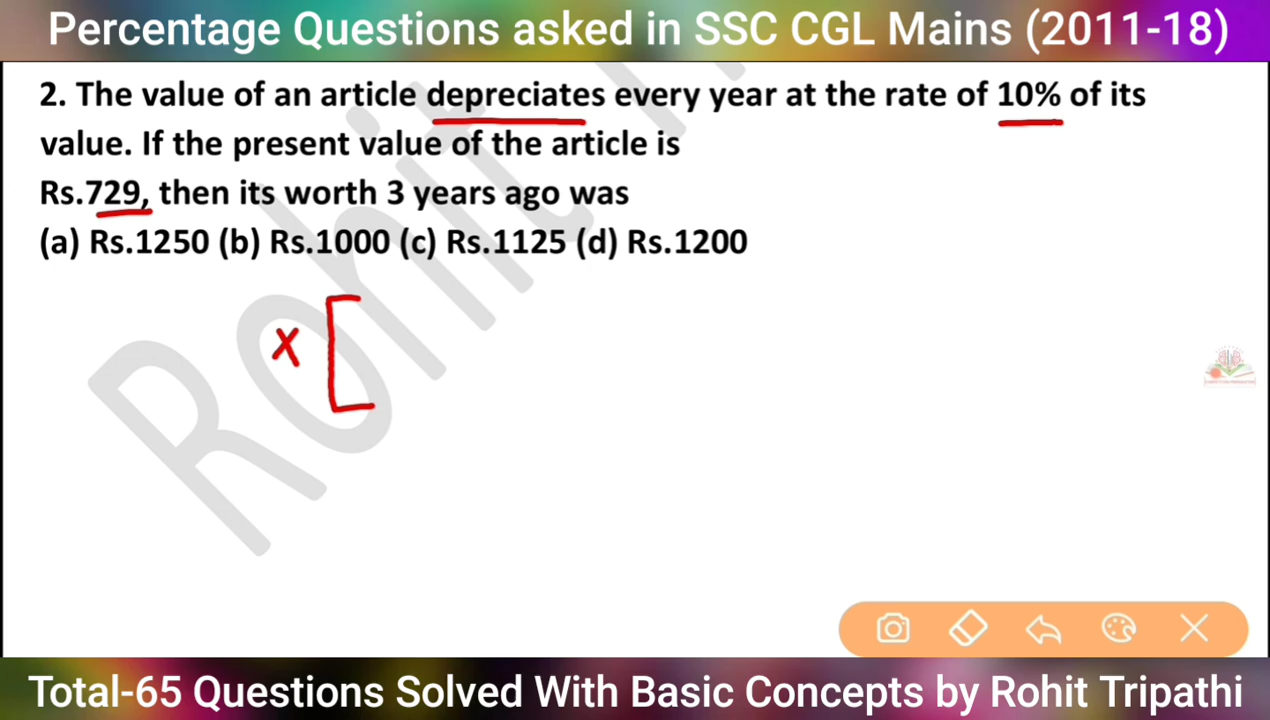 Percentage Questions asked in SSC CGL Mains (2011-18)
2. The value of an article depreciates every year at the rate of 10% of its
value. If the present value of the article is
Rs.729, then its worth 3 years ago was
(a) Rs.1250 (b) Rs.1000 (c) Rs.1125 (d) Rs.1200
x [
Total-65 Questions Solved With Basic Concepts by Rohit Tripathi